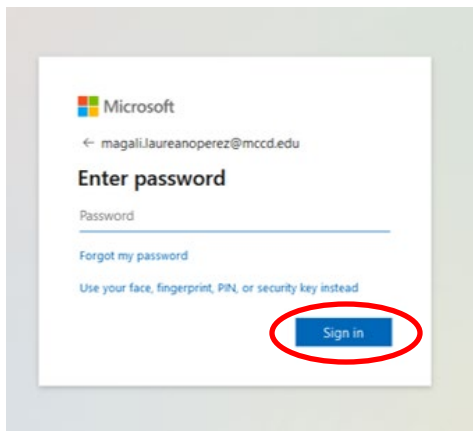 Microsoft
← magali.laureanoperez@mccd.edu
Enter password
Password
Forgot my password
Use your face, fingerprint, PIN, or security key instead
Sign in